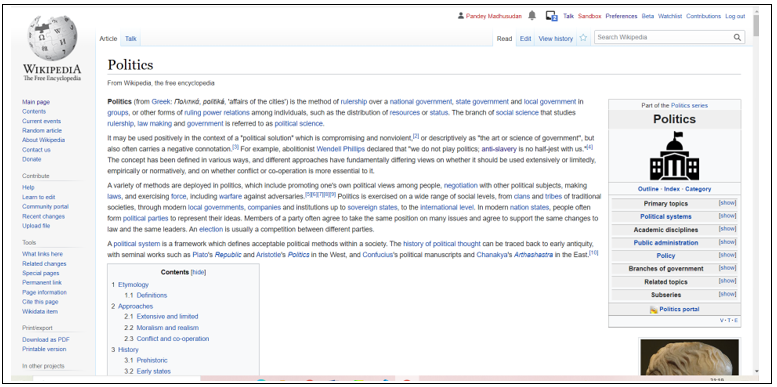 Pandey Madhusudan Talk Sandbox Preferences Beta Watchlist Contributions Log out
Article Talk Read Edit View history Search Wikipedia
WIKIPEDIA
The Free Encyclopedia
Main page
Contents
Current events
Random article
About Wikipedia
Contact us
Donate
Contribute
Help
Learn to edit
Community portal
Recent changes
Upload file
Tools
What links here
Related changes
Special pages
Permanent link
Page information
Cite this page
Wikidata item
Print/export
Download as PDF
Printable version
In other projects
Politics
From Wikipedia, the free encyclopedia
Politics (from Greek: Πολιτικά, politiká, 'affairs of the cities') is the method of rulership over a national government, state government and local government in
groups, or other forms of ruling power relations among individuals, such as the distribution of resources or status. The branch of social science that studies
rulership, law making and government is referred to as political science.
It may be used positively in the context of a "political solution" which is compromising and nonviolent,[2] or descriptively as "the art or science of government", but
also often carries a negative connotation.[3] For example, abolitionist Wendell Phillips declared that "we do not play politics; anti-slavery is no half-jest with us."[4]
The concept has been defined in various ways, and different approaches have fundamentally differing views on whether it should be used extensively or limitedly,
empirically or normatively, and on whether conflict or co-operation is more essential to it.
A variety of methods are deployed in politics, which include promoting one's own political views among people, negotiation with other political subjects, making
laws, and exercising force, including warfare against adversaries.[5][6][7][8][9] Politics is exercised on a wide range of social levels, from clans and tribes of traditional
societies, through modern local governments, companies and institutions up to sovereign states, to the international level. In modern nation states, people often
form political parties to represent their ideas. Members of a party often agree to take the same position on many issues and agree to support the same changes to
law and the same leaders. An election is usually a competition between different parties.
A political system is a framework which defines acceptable political methods within a society. The history of political thought can be traced back to early antiquity,
with seminal works such as Plato's Republic and Aristotle's Politics in the West, and Confucius's political manuscripts and Chanakya's Arthashastra in the East.[10]
Contents [hide]
1 Etymology
1.1 Definitions
2 Approaches
2.1 Extensive and limited
2.2 Moralism and realism
2.3 Conflict and co-operation
3 History
3.1 Prehistoric
3.2 Early states
Part of the Politics series
Politics
Outline · Index · Category
Primary topics [show]
Political systems [show]
Academic disciplines [show]
Public administration [show]
Policy [show]
Branches of government [show]
Related topics [show]
Subseries [show]
Politics portal
V · T · E